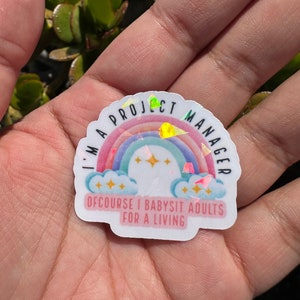 I'M A PROJECT MANAGER
OFCOURSE I BABYSIT ADULTS
FOR A LIVING